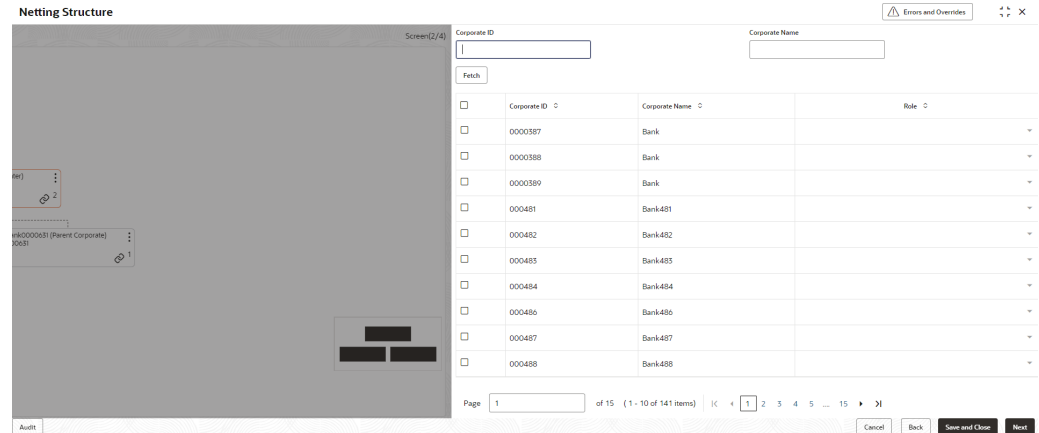 Netting Structure
Errors and Overrides
Screen(2/4)
Corporate ID
Corporate Name
Fetch
Corporate ID Corporate Name Role
0000387 Bank
0000388 Bank
0000389 Bank
000481 Bank481
000482 Bank482
000483 Bank483
000484 Bank484
000486 Bank486
000487 Bank487
000488 Bank488
2
ank0000631 (Parent Corporate)
00631
1
Page 1 of 15 (1 - 10 of 141 items) 1 2 3 4 5 ... 15
Audit
Cancel Back Save and Close Next